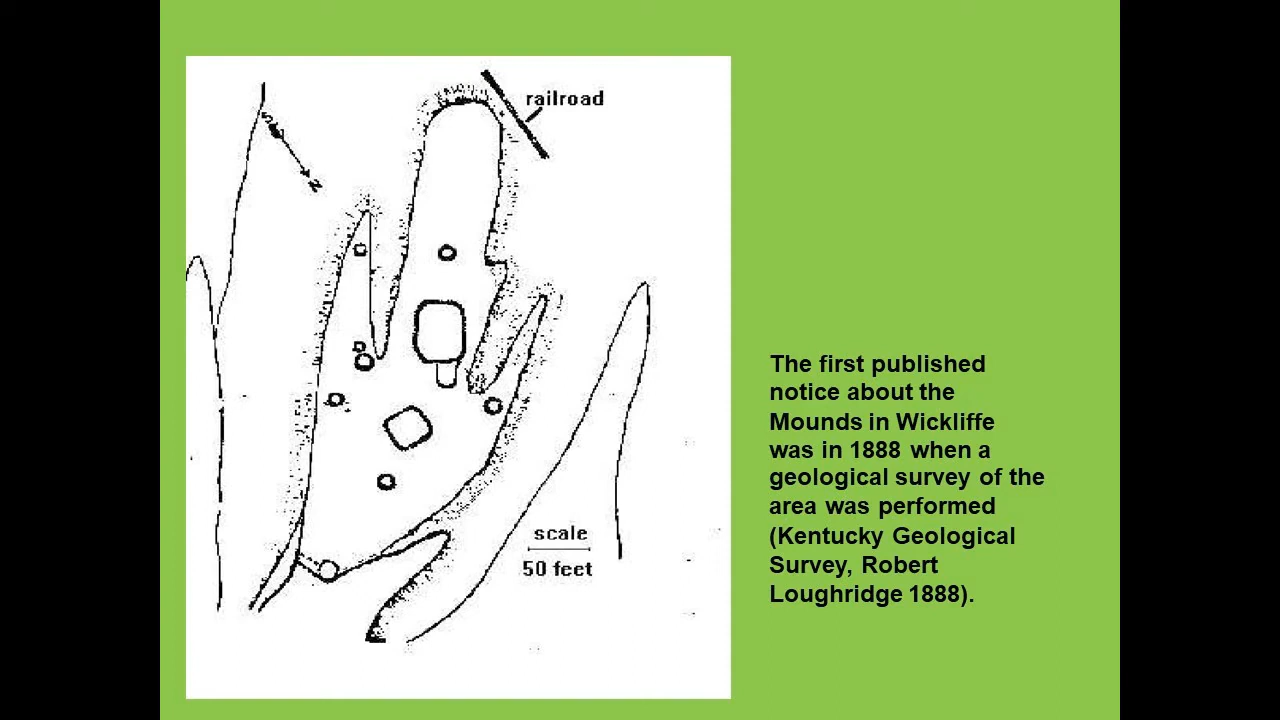 railroad
S
N
scale
50 feet
The first published
notice about the
Mounds in Wickliffe
was in 1888 when a
geological survey of the
area was performed
(Kentucky Geological
Survey, Robert
Loughridge 1888).